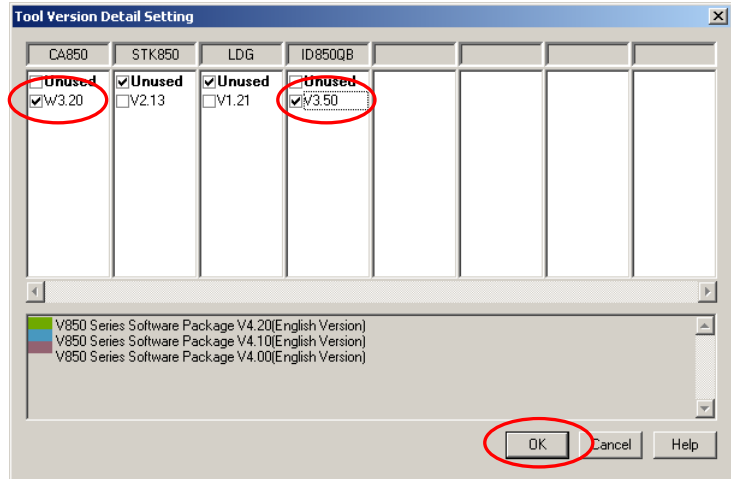 Tool Version Detail Setting
CA850 STK850 LDG ID850QB
Unused Unused Unused Unused
W3.20 V2.13 V1.21 V3.50
V850 Series Software Package V4.20(English Version)
V850 Series Software Package V4.10(English Version)
V850 Series Software Package V4.00(English Version)
OK Cancel Help